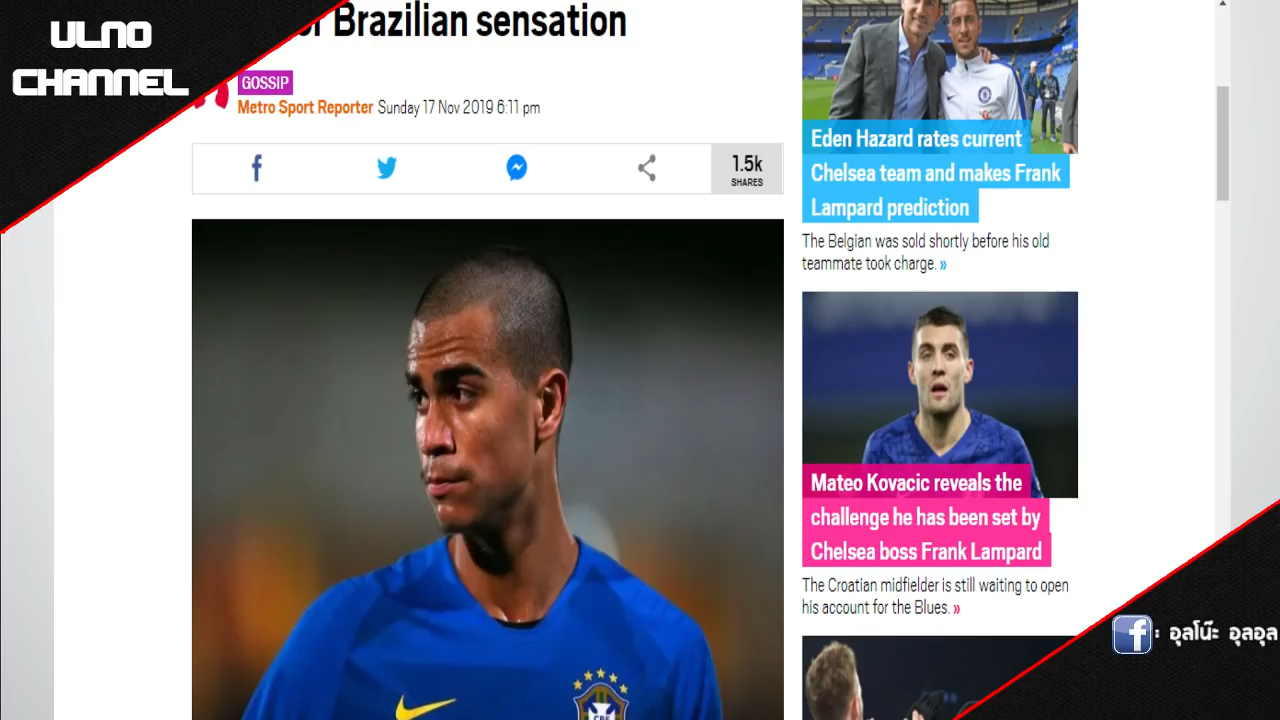 ULNO
CHANNEL
Brazilian sensation
GOSSIP
Metro Sport Reporter Sunday 17 Nov 2019 6:11 pm
1.5k
SHARES
CBF
Eden Hazard rates current
Chelsea team and makes Frank
Lampard prediction
The Belgian was sold shortly before his old
teammate took charge. »
Mateo Kovacic reveals the
challenge he has been set by
Chelsea boss Frank Lampard
The Croatian midfielder is still waiting to open
his account for the Blues. »
: อุลโน๊ะ อุลอุล